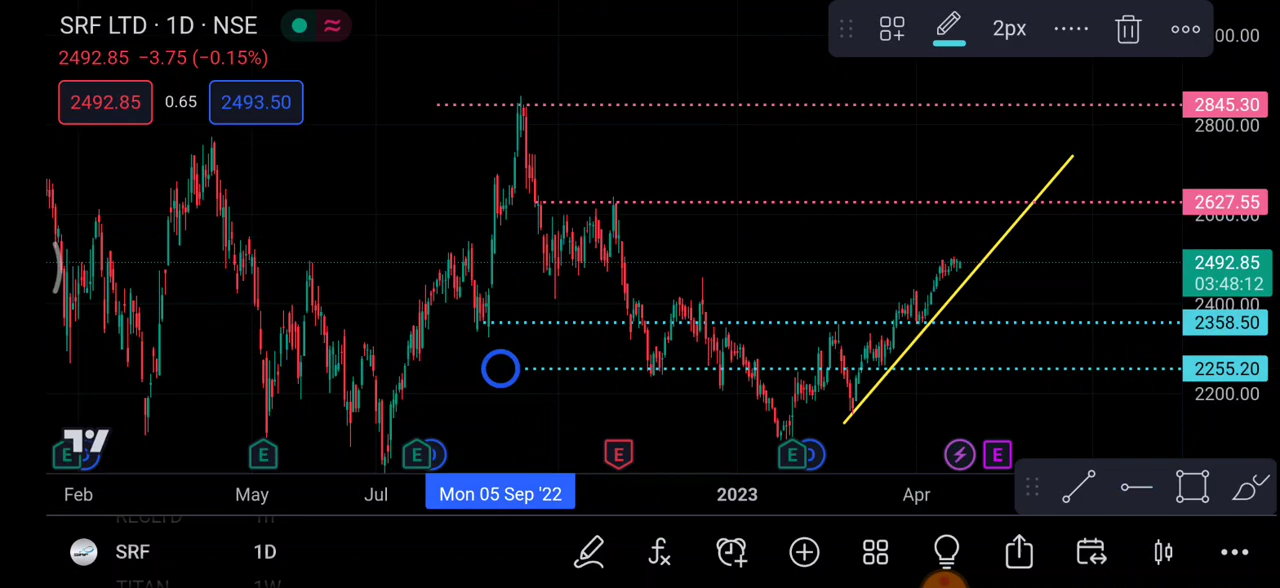 SRF LTD · 1D · NSE
2492.85 −3.75 (−0.15%)
2492.85 0.65 2493.50
2px
00.00
2845.30
2800.00
2627.55
2600.00
2492.85
03:48:12
2400.00
2358.50
2255.20
2200.00
E E E E E E
Feb May Jul Mon 05 Sep '22 2023 Apr
SRF 1D